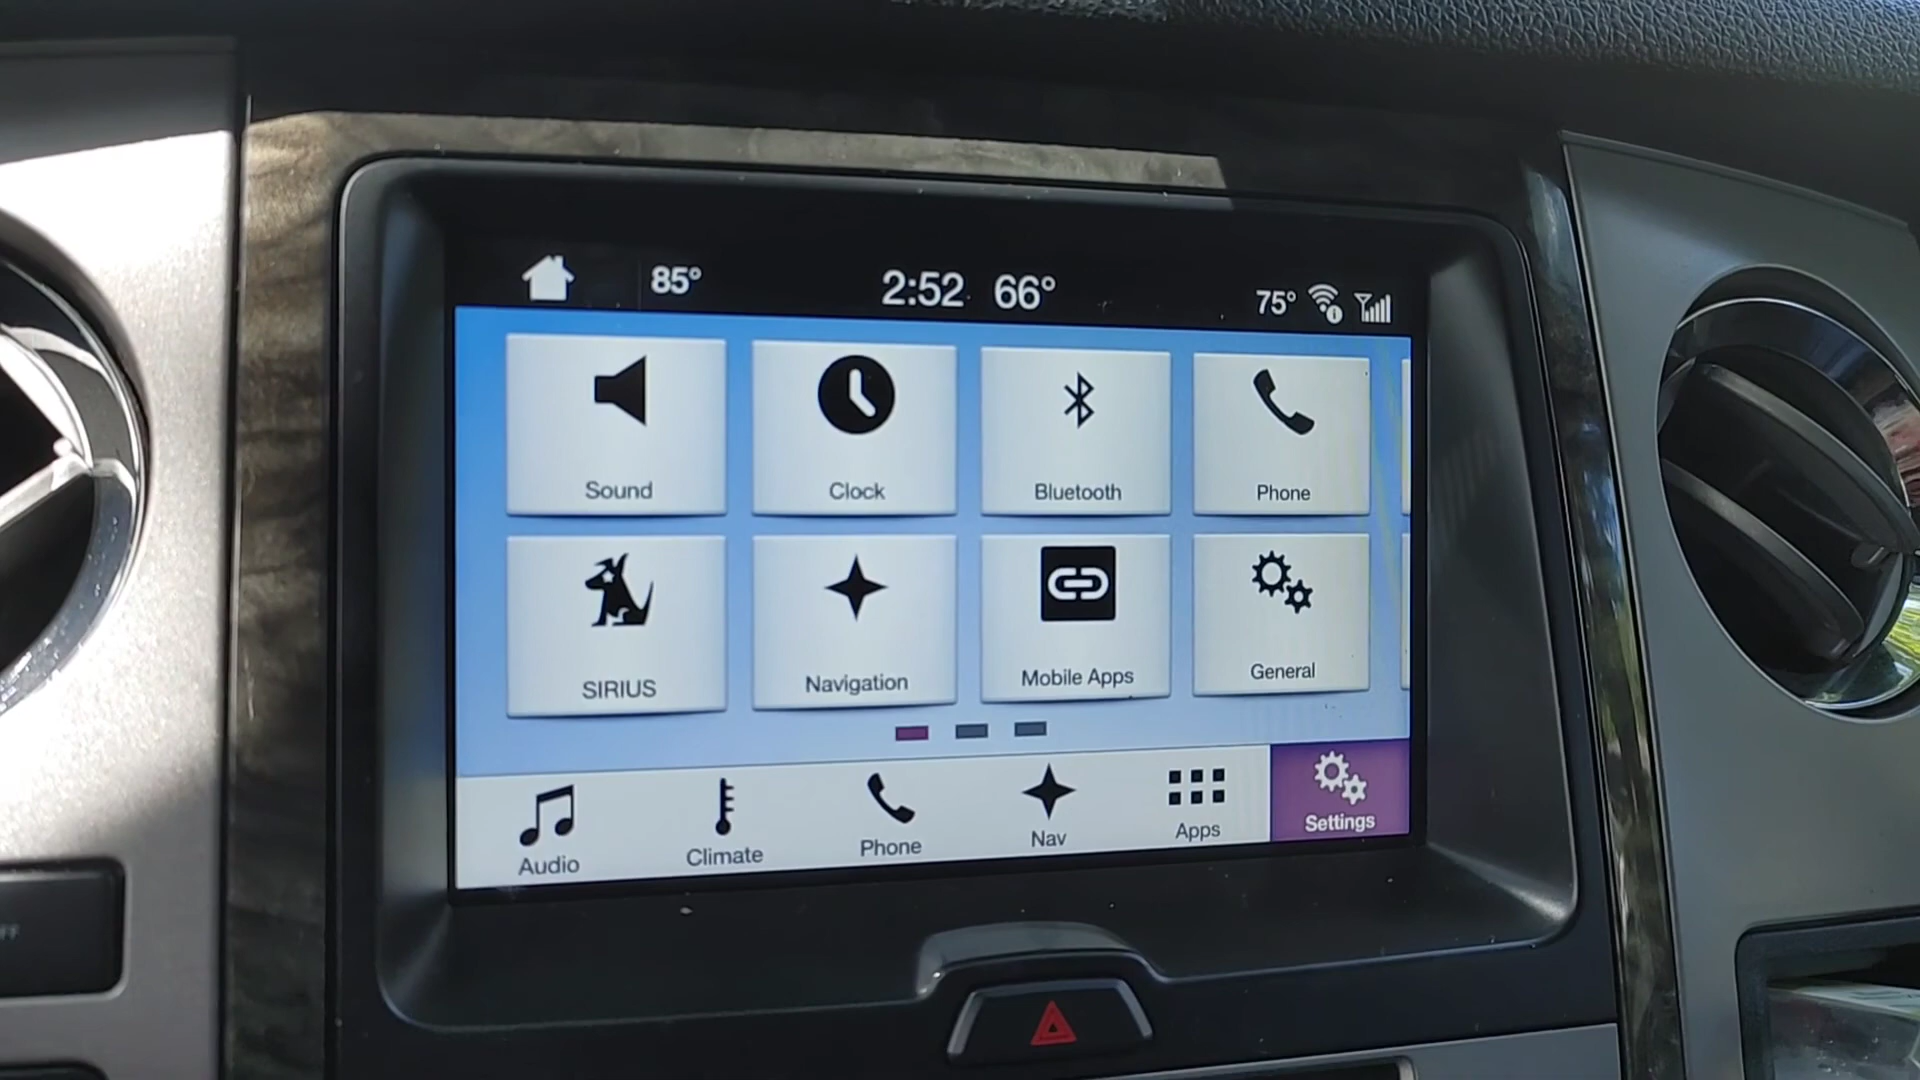 85° 2:52 66° 75°
Sound Clock Bluetooth Phone
SIRIUS Navigation Mobile Apps General
Audio Climate Phone Nav Apps Settings